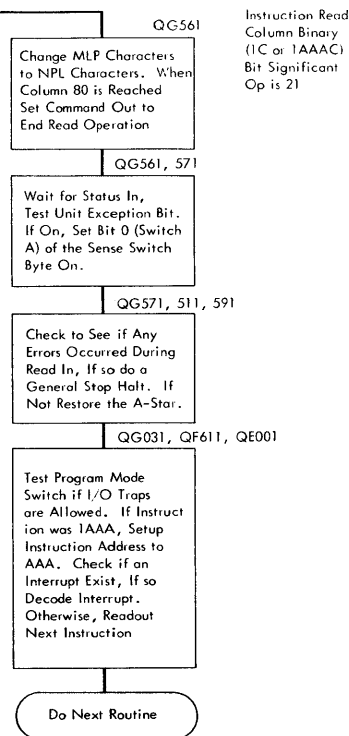 QG561
Instruction Read
Column Binary
(1C or 1AAAC)
Bit Significant
Op is 21
Change MLP Characters
to NPL Characters. When
Column 80 is Reached
Set Command Out to
End Read Operation
QG561, 571
Wait for Status In,
Test Unit Exception Bit.
If On, Set Bit 0 (Switch
A) of the Sense Switch
Byte On.
QG571, 511, 591
Check to See if Any
Errors Occurred During
Read In, If so do a
General Stop Halt. If
Not Restore the A-Star.
QG031, QF611, QE001
Test Program Mode
Switch if I/O Traps
are Allowed. If Instruct
ion was 1AAA, Setup
Instruction Address to
AAA. Check if an
Interrupt Exist, If so
Decode Interrupt.
Otherwise, Readout
Next Instruction
Do Next Routine